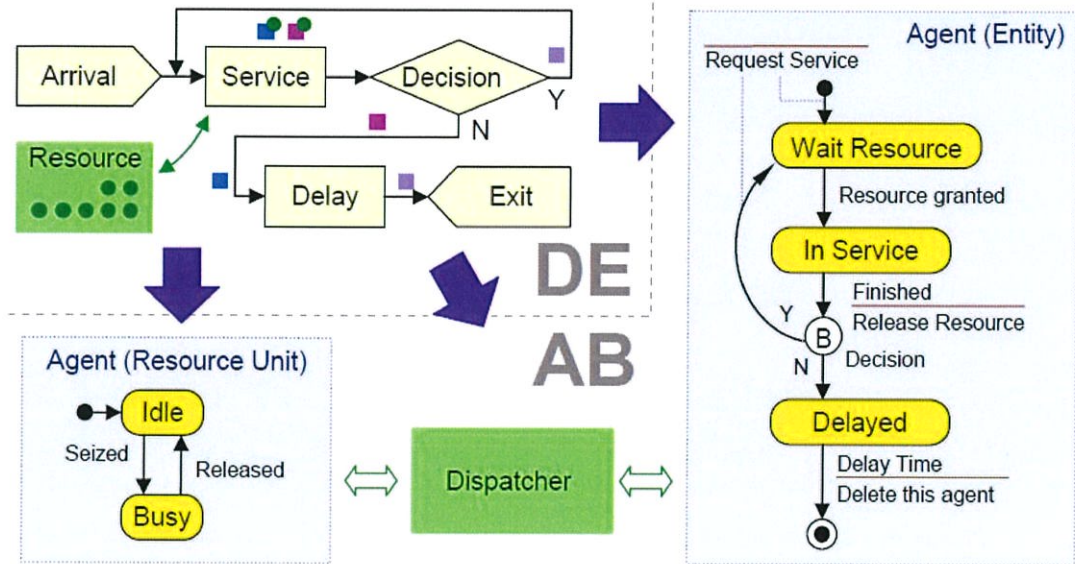 Arrival
Service
Decision
Y
N
Resource
Delay
Exit
DE
AB
Agent (Entity)
Request Service
Wait Resource
Resource granted
In Service
Finished
Release Resource
Y
B
N
Decision
Delayed
Delay Time
Delete this agent
Agent (Resource Unit)
Idle
Seized
Released
Busy
Dispatcher